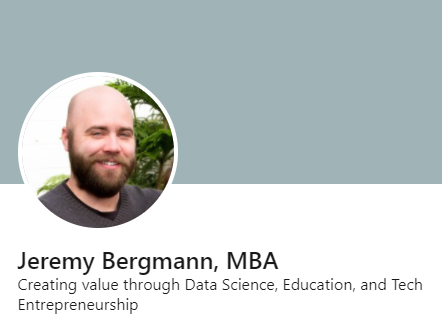 Jeremy Bergmann, MBA
Creating value through Data Science, Education, and Tech
Entrepreneurship